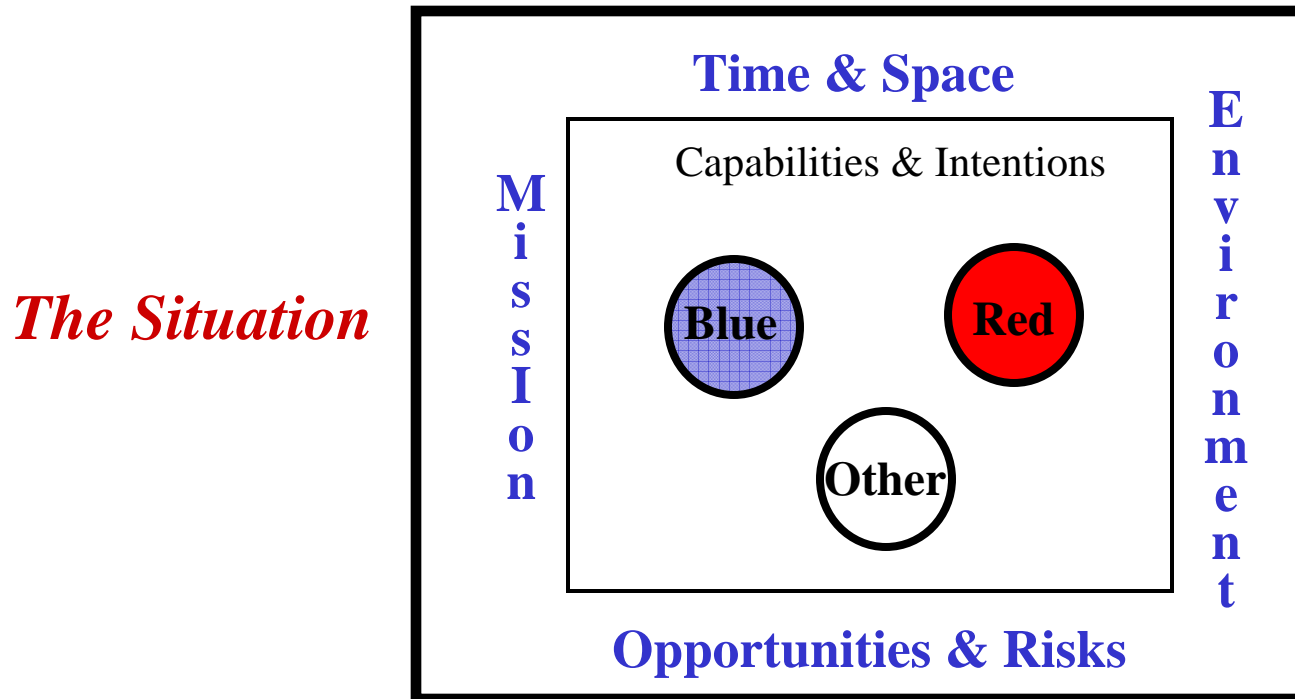 The Situation
Time & Space
MissIon
Environment
Capabilities & Intentions
Blue
Red
Other
Opportunities & Risks